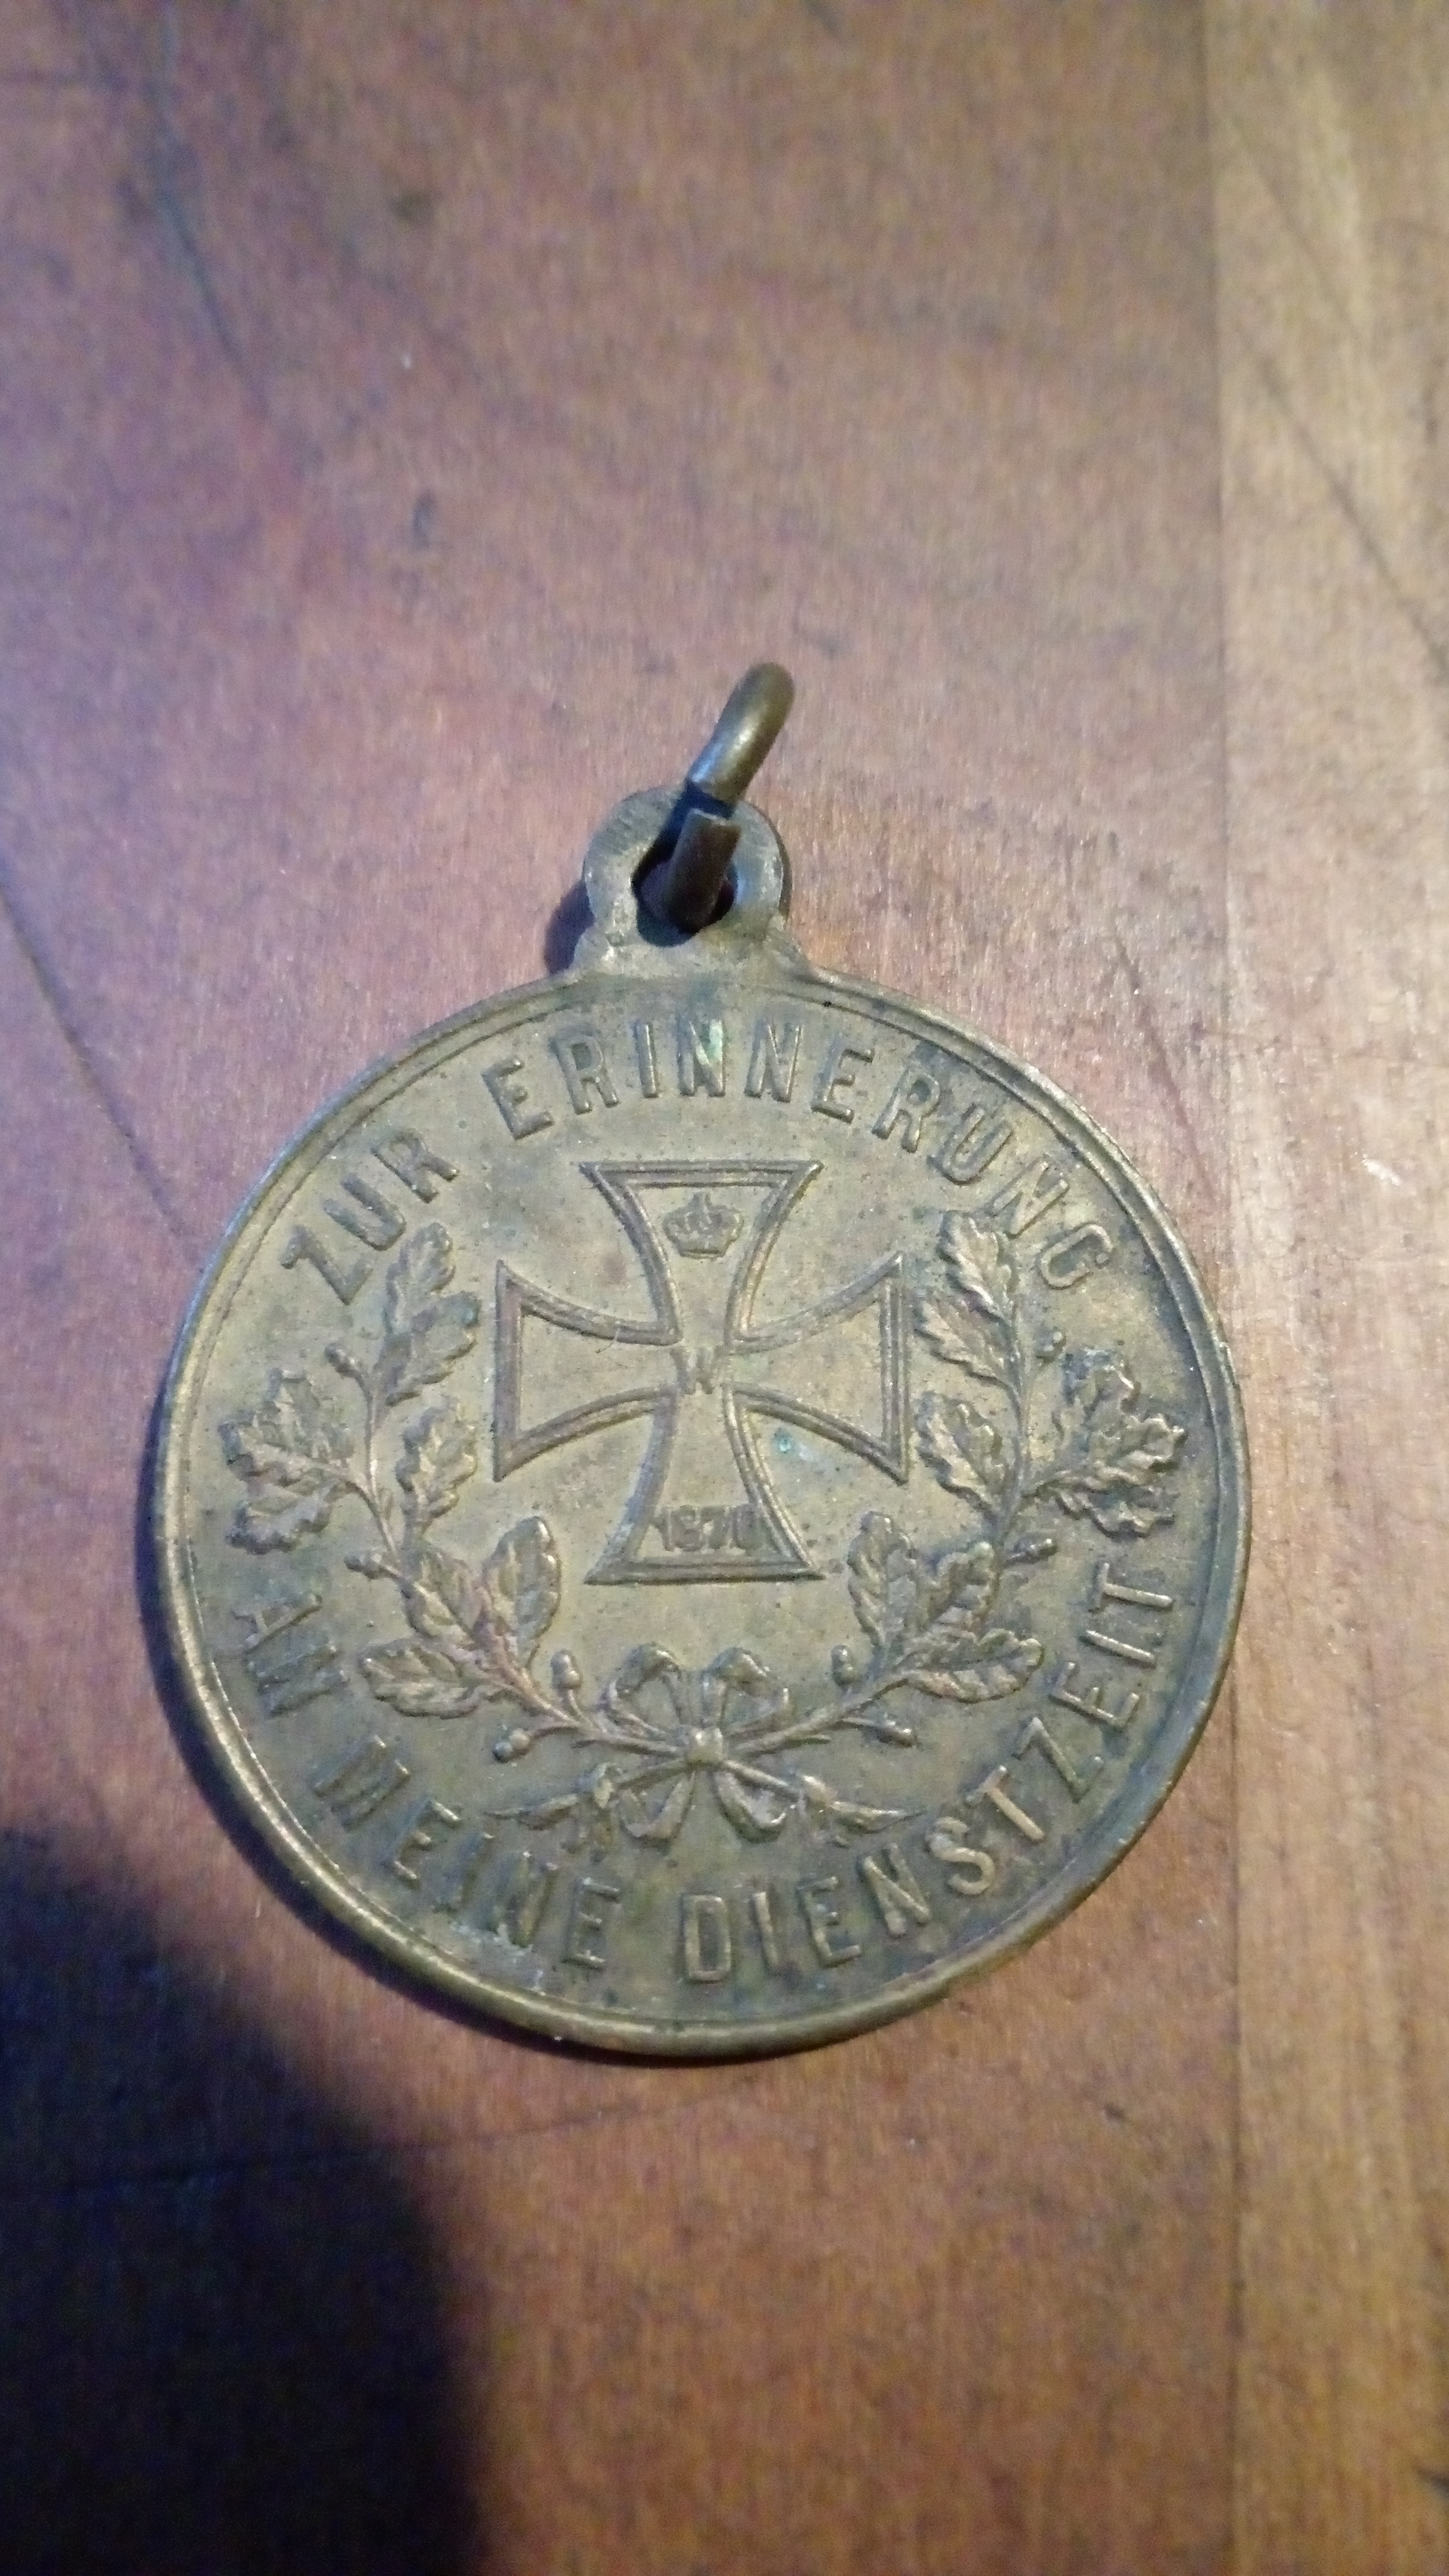 ZUR ERINNERUNG
W
1870
AN MEINE DIENSTZEIT